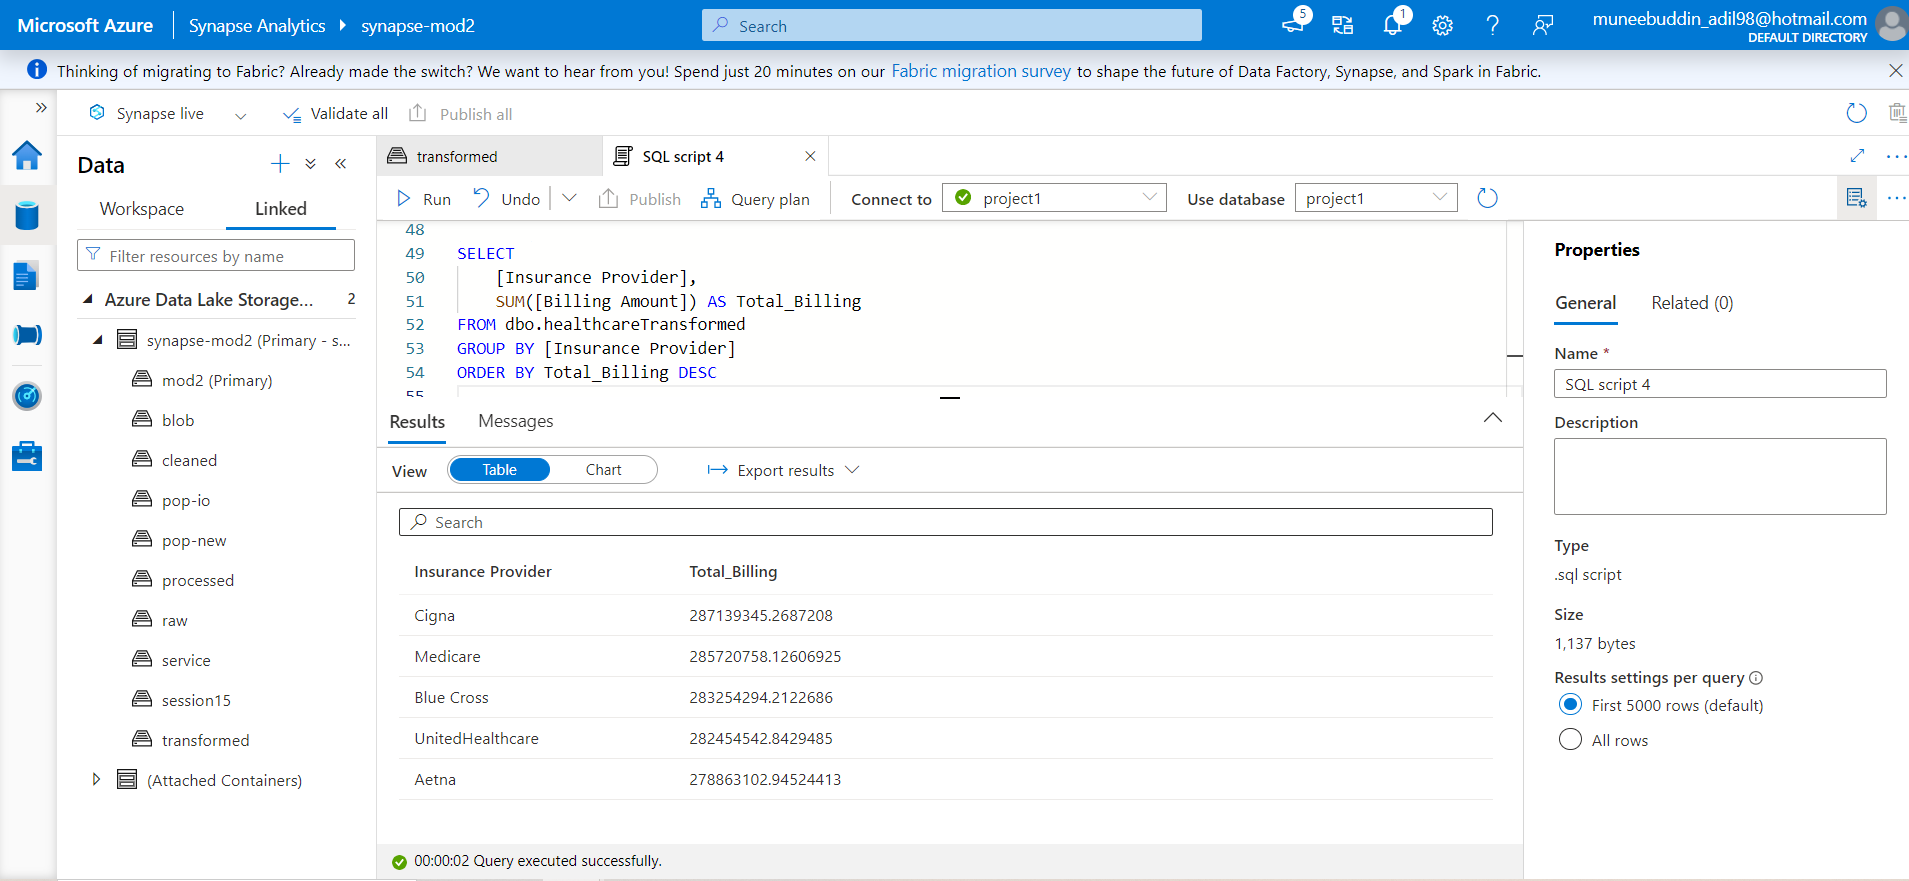 Microsoft Azure
Synapse Analytics
synapse-mod2
Search
5
1
muneebuddin_adil98@hotmail.com
DEFAULT DIRECTORY
Thinking of migrating to Fabric? Already made the switch? We want to hear from you! Spend just 20 minutes on our Fabric migration survey to shape the future of Data Factory, Synapse, and Spark in Fabric.
Synapse live
Validate all
Publish all
Data
Workspace
Linked
Filter resources by name
Azure Data Lake Storage... 2
synapse-mod2 (Primary - s...
mod2 (Primary)
blob
cleaned
pop-io
pop-new
processed
raw
service
session15
transformed
(Attached Containers)
transformed
SQL script 4
Run
Undo
Publish
Query plan
Connect to
project1
Use database
project1
48
49 SELECT
50 [Insurance Provider],
51 SUM([Billing Amount]) AS Total_Billing
52 FROM dbo.healthcareTransformed
53 GROUP BY [Insurance Provider]
54 ORDER BY Total_Billing DESC
55
Results
Messages
View
Table
Chart
Export results
Search
Insurance Provider Total_Billing
Cigna 287139345.2687208
Medicare 285720758.12606925
Blue Cross 283254294.2122686
UnitedHealthcare 282454542.8429485
Aetna 278863102.94524413
00:00:02 Query executed successfully.
Properties
General
Related (0)
Name *
SQL script 4
Description
Type
.sql script
Size
1,137 bytes
Results settings per query
First 5000 rows (default)
All rows